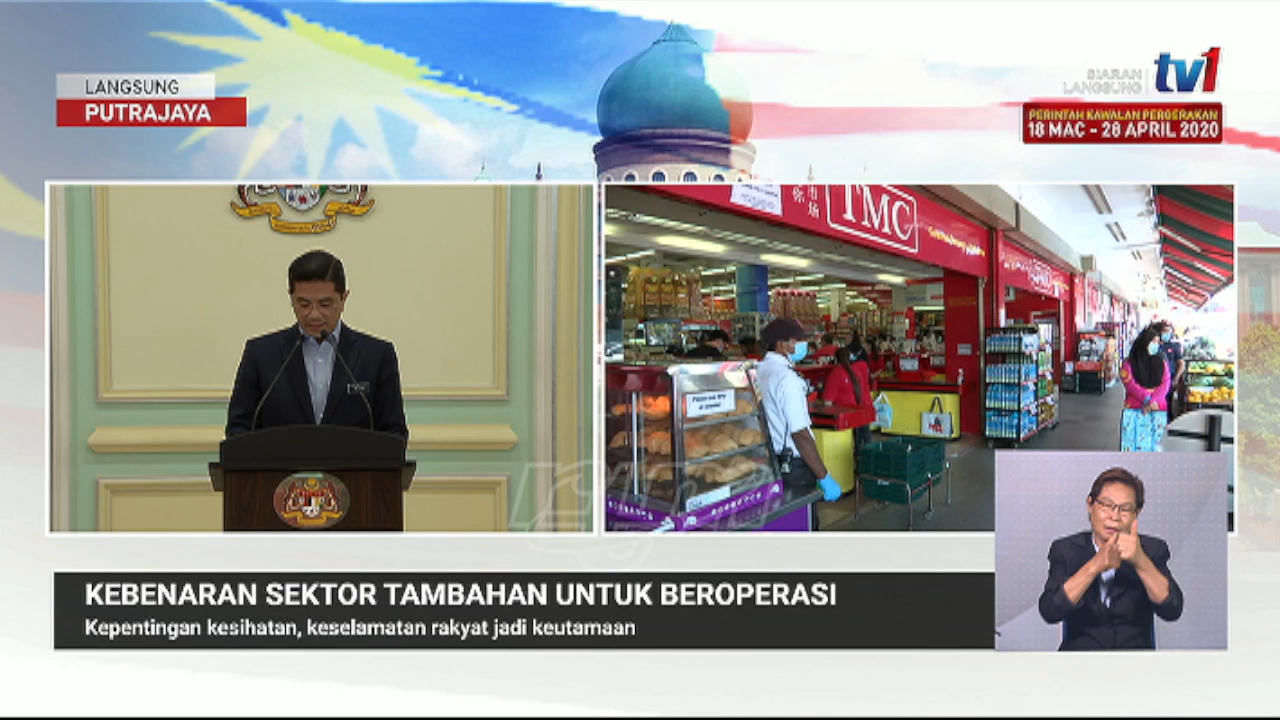 LANGSUNG
PUTRAJAYA
SIARAN
LANGSUNG
tv1
PERINTAH KAWALAN PERGERAKAN
18 MAC - 28 APRIL 2020
TMC
KEBENARAN SEKTOR TAMBAHAN UNTUK BEROPERASI
Kepentingan kesihatan, keselamatan rakyat jadi keutamaan